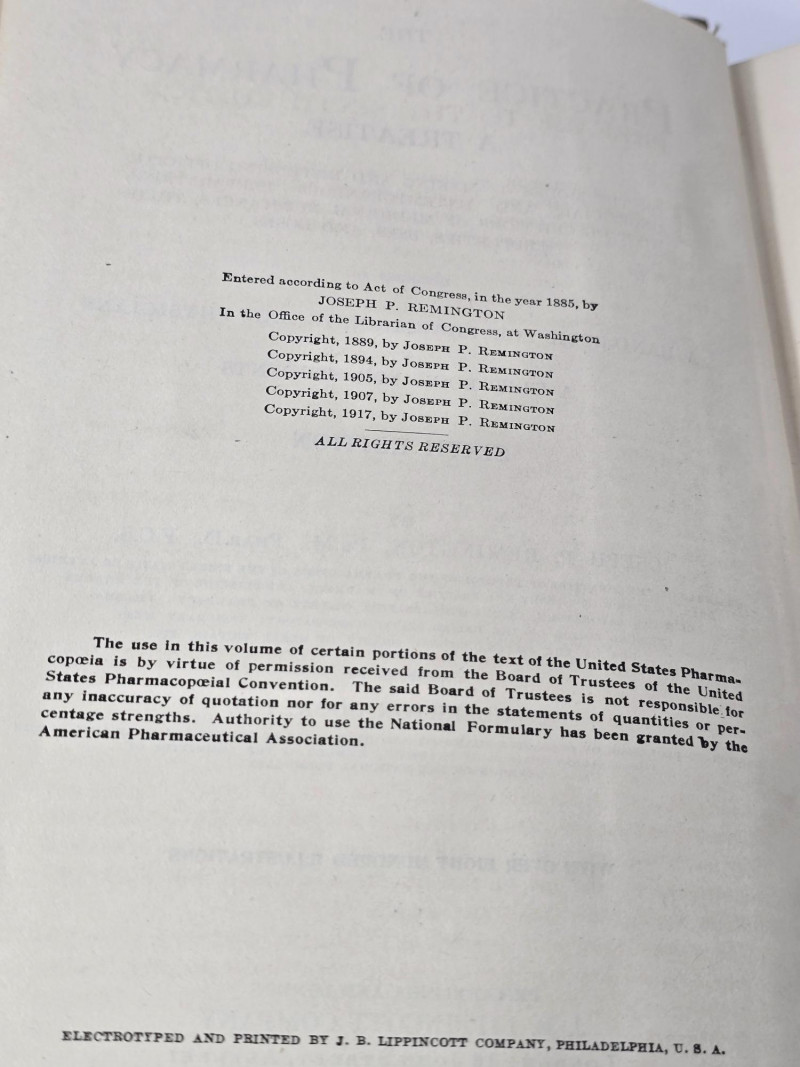 Entered according to Act of Congress, in the year 1885, by
JOSEPH P. REMINGTON
In the Office of the Librarian of Congress, at Washington
Copyright, 1889, by JOSEPH P. REMINGTON
Copyright, 1894, by JOSEPH P. REMINGTON
Copyright, 1905, by JOSEPH P. REMINGTON
Copyright, 1907, by JOSEPH P. REMINGTON
Copyright, 1917, by JOSEPH P. REMINGTON
ALL RIGHTS RESERVED
The use in this volume of certain portions of the text of the United States Pharma-
copœia is by virtue of permission received from the Board of Trustees of the United
States Pharmacopœial Convention. The said Board of Trustees is not responsible for
any inaccuracy of quotation nor for any errors in the statements of quantities or per-
centage strengths. Authority to use the National Formulary has been granted by the
American Pharmaceutical Association.
ELECTROTYPED AND PRINTED BY J. B. LIPPINCOTT COMPANY, PHILADELPHIA, U. S. A.